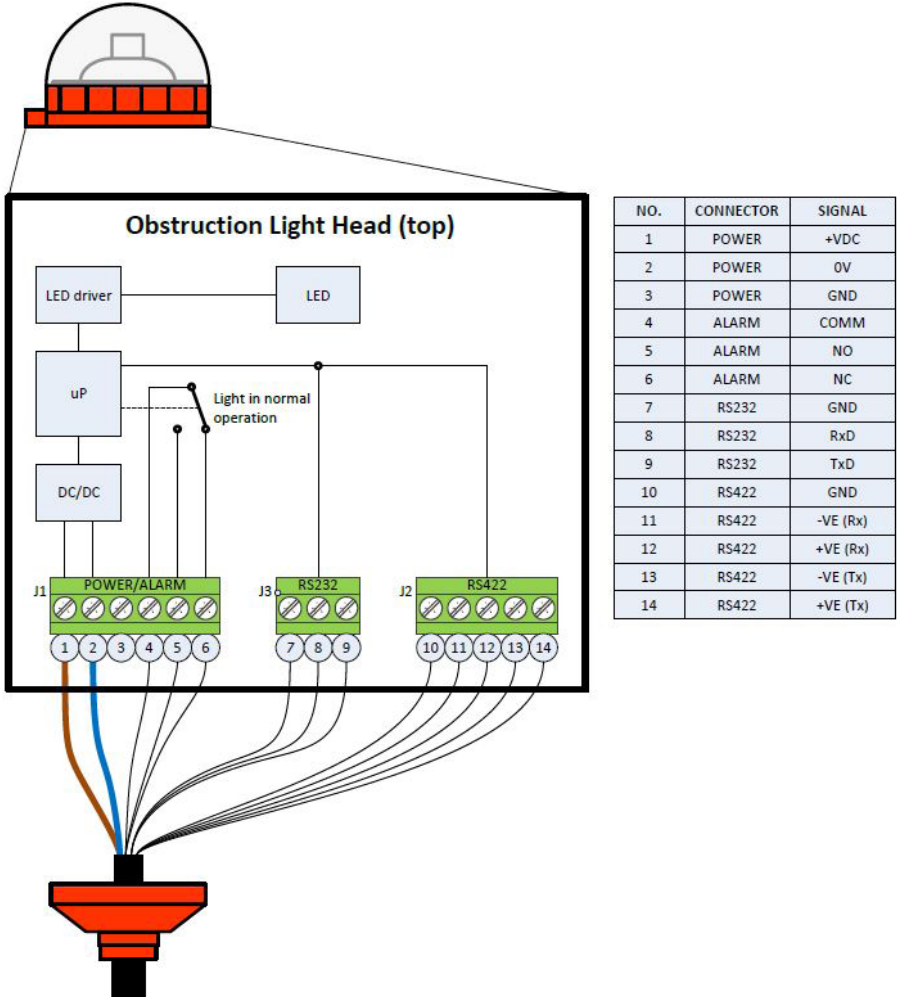 Obstruction Light Head (top)
LED driver
LED
uP
Light in normal
operation
DC/DC
J1
POWER/ALARM
J3
RS232
J2
RS422
1 2 3 4 5 6
7 8 9
10 11 12 13 14
NO. CONNECTOR SIGNAL
1 POWER +VDC
2 POWER 0V
3 POWER GND
4 ALARM COMM
5 ALARM NO
6 ALARM NC
7 RS232 GND
8 RS232 RxD
9 RS232 TxD
10 RS422 GND
11 RS422 -VE (Rx)
12 RS422 +VE (Rx)
13 RS422 -VE (Tx)
14 RS422 +VE (Tx)